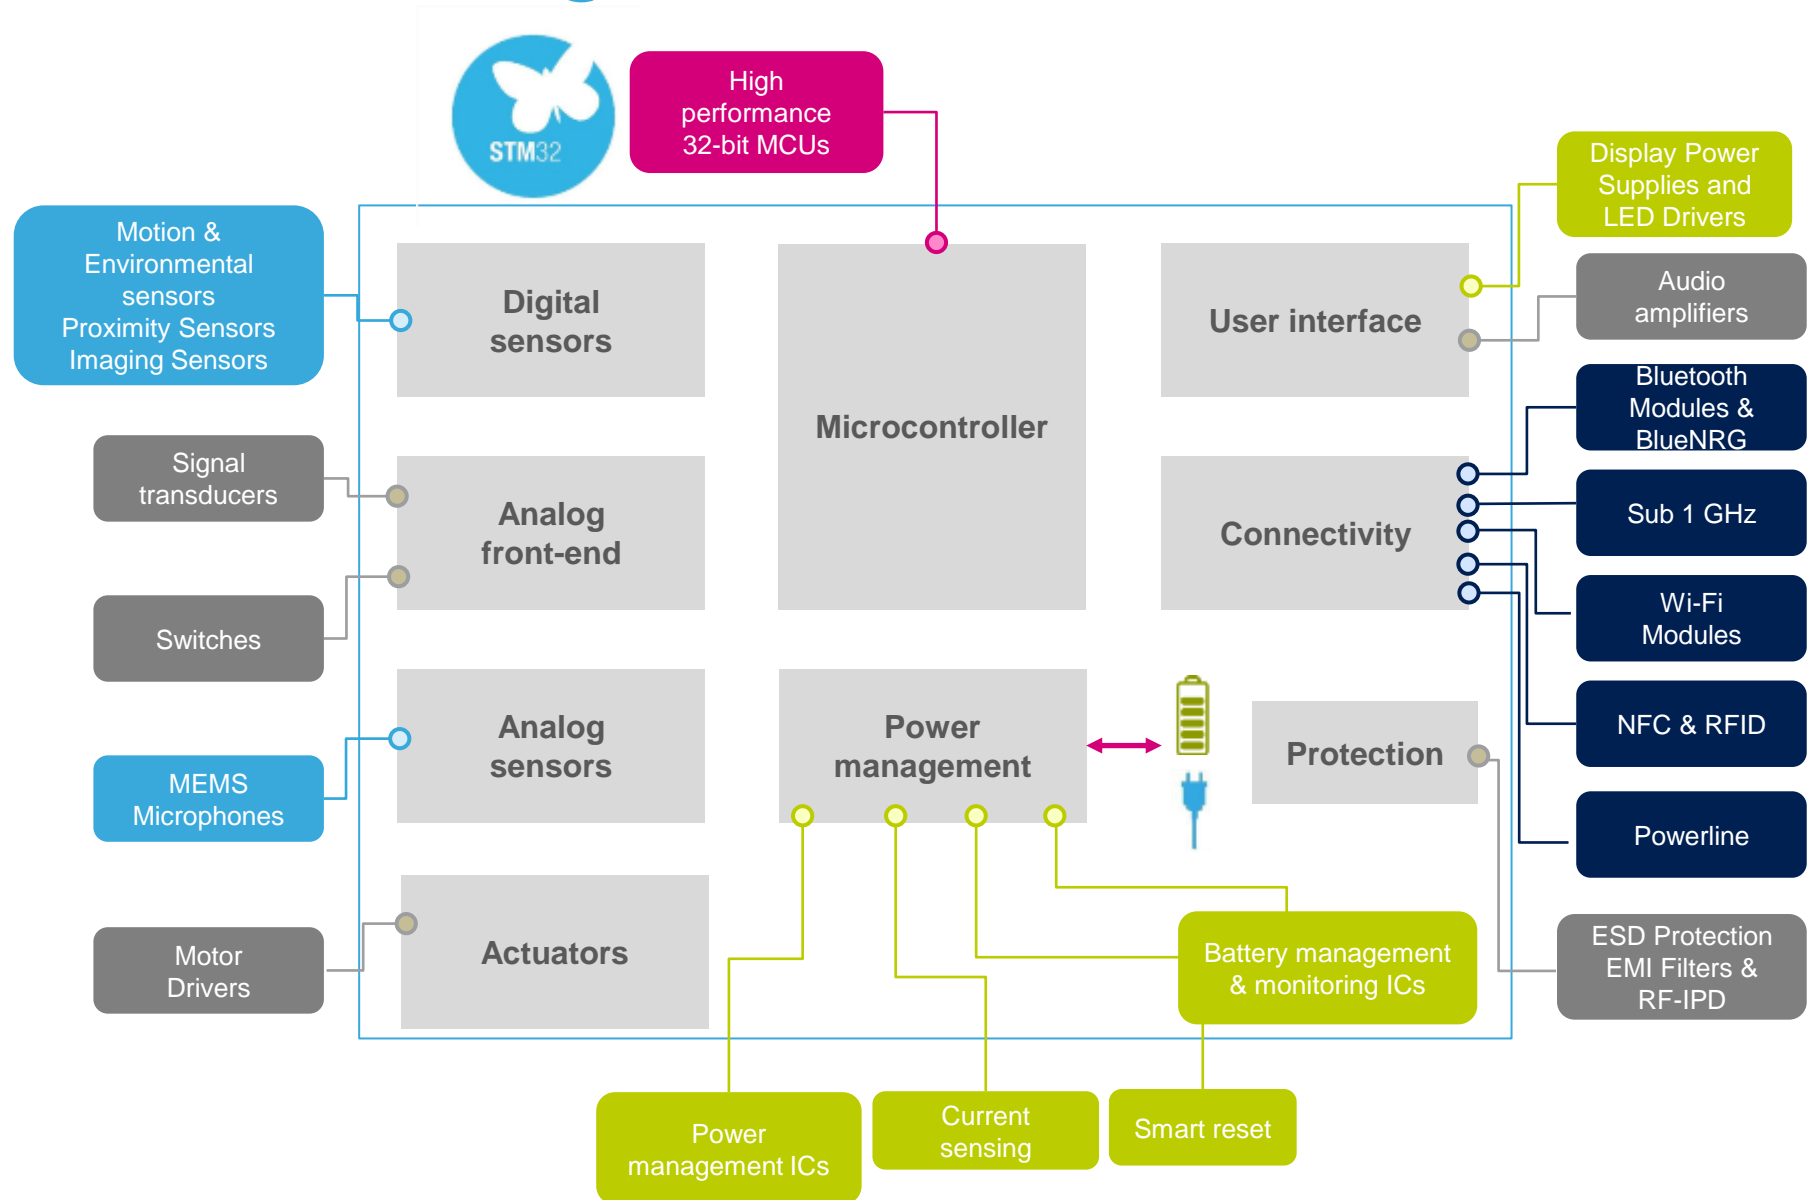 High
performance
32-bit MCUs
STM32
Display Power
Supplies and
LED Drivers
Motion &
Environmental
sensors
Proximity Sensors
Imaging Sensors
Digital
sensors
Microcontroller
User interface
Audio
amplifiers
Bluetooth
Modules &
BlueNRG
Signal
transducers
Analog
front-end
Connectivity
Sub 1 GHz
Switches
Wi-Fi
Modules
Analog
sensors
Power
management
Protection
NFC & RFID
MEMS
Microphones
Powerline
Motor
Drivers
Actuators
Battery management
& monitoring ICs
ESD Protection
EMI Filters &
RF-IPD
Power
management ICs
Current
sensing
Smart reset